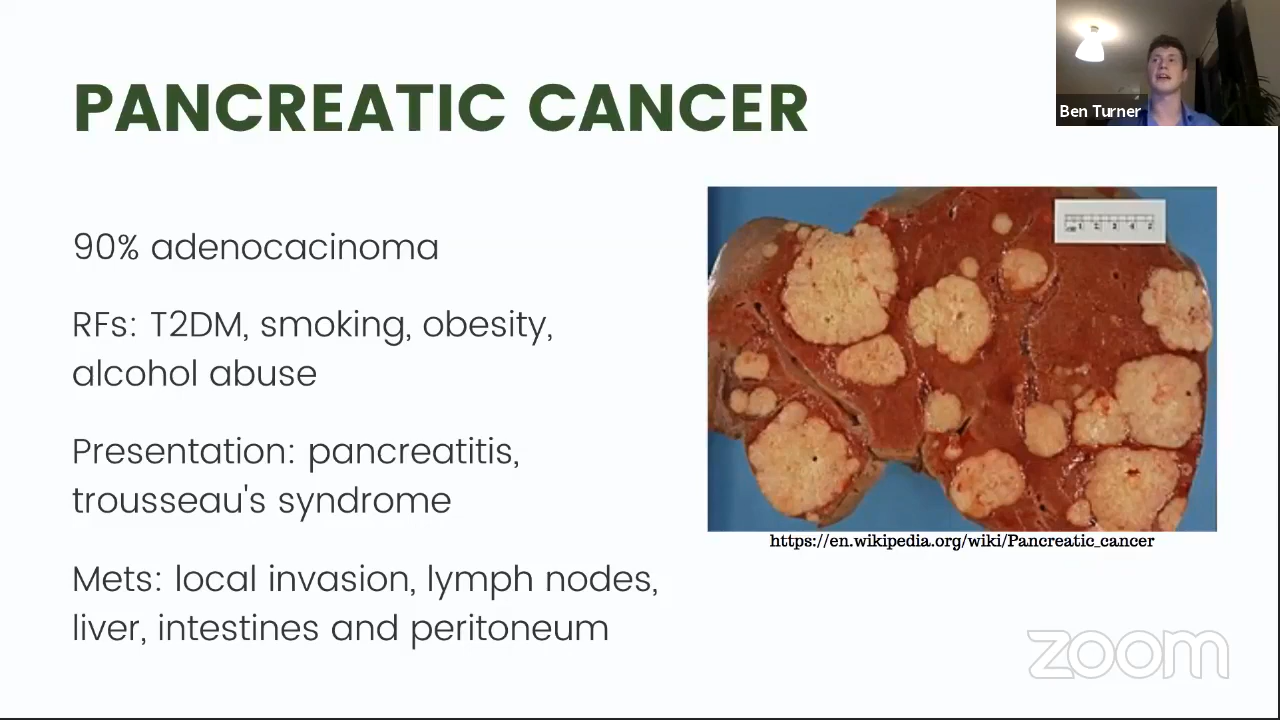 PANCREATIC CANCER
Ben Turner
90% adenocacinoma
RFs: T2DM, smoking, obesity,
alcohol abuse
Presentation: pancreatitis,
trousseau's syndrome
Mets: local invasion, lymph nodes,
liver, intestines and peritoneum
https://en.wikipedia.org/wiki/Pancreatic_cancer
zoom